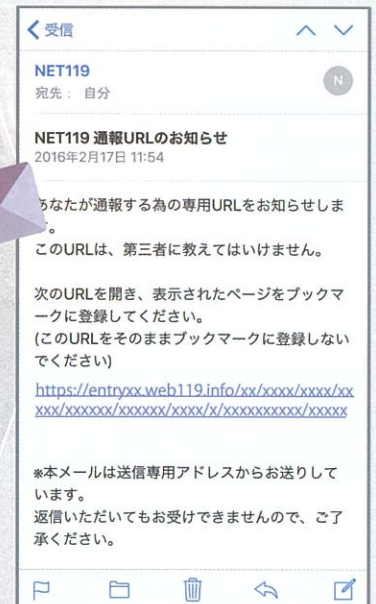 受信
NET119
宛先： 自分
N
NET119 通報URLのお知らせ
2016年2月17日 11:54
あなたが通報する為の専用URLをお知らせしま
す。
このURLは、第三者に教えてはいけません。
次のURLを開き、表示されたページをブックマ
ークに登録してください。
(このURLをそのままブックマークに登録しない
でください)
https://entryxx.web119.info/xx/xxxx/xxxx/xx
xxx/xxxxxx/xxxxxx/xxxx/x/xxxxxxxxxx/xxxxx
※本メールは送信専用アドレスからお送りして
います。
返信いただいてもお受けできませんので、ご了
承ください。